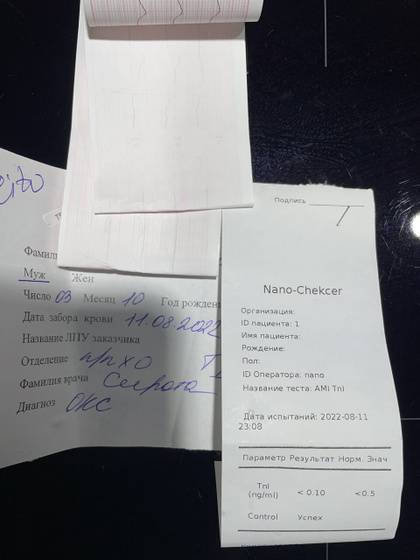 Фамил
Муж Жен
Число 03 Месяц 10 Год рожден
Дата забора крови 11.08.2022
Название ЛПУ заказчика
Отделение п/п х О
Фамилия врача
Диагноз ОКС
Подпись
Nano-Chekcer
Организация:
ID пациента: 1
Имя пациента:
Рождение:
Пол:
ID Оператора: nano
Название теста: AMI TnI
Дата испытаний: 2022-08-11
23:08
Параметр Результат Норм. Знач
TnI
(ng/ml) < 0.10 <0.5
Control Успех